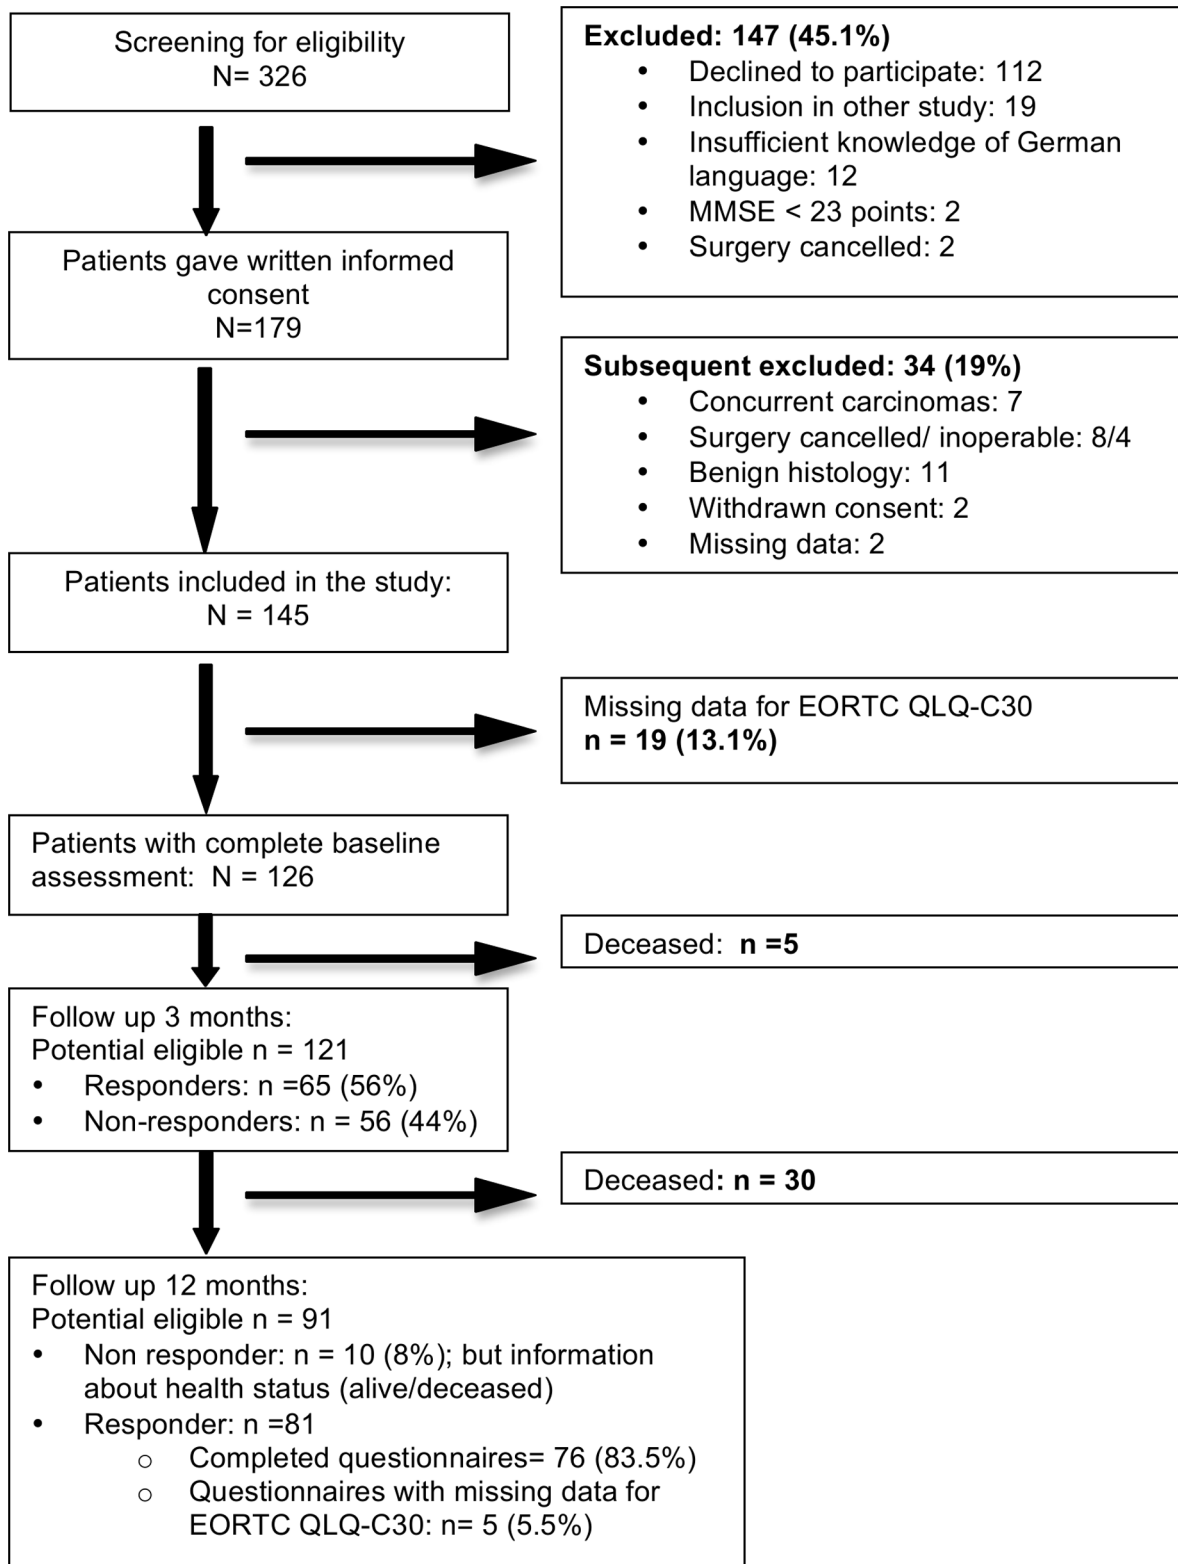 Screening for eligibility
N= 326
Excluded: 147 (45.1%)
• Declined to participate: 112
• Inclusion in other study: 19
• Insufficient knowledge of German
language: 12
• MMSE < 23 points: 2
• Surgery cancelled: 2
Patients gave written informed
consent
N=179
Subsequent excluded: 34 (19%)
• Concurrent carcinomas: 7
• Surgery cancelled/ inoperable: 8/4
• Benign histology: 11
• Withdrawn consent: 2
• Missing data: 2
Patients included in the study:
N = 145
Missing data for EORTC QLQ-C30
n = 19 (13.1%)
Patients with complete baseline
assessment: N = 126
Deceased: n =5
Follow up 3 months:
Potential eligible n = 121
• Responders: n =65 (56%)
• Non-responders: n = 56 (44%)
Deceased: n = 30
Follow up 12 months:
Potential eligible n = 91
• Non responder: n = 10 (8%); but information
about health status (alive/deceased)
• Responder: n =81
o Completed questionnaires= 76 (83.5%)
o Questionnaires with missing data for
EORTC QLQ-C30: n= 5 (5.5%)